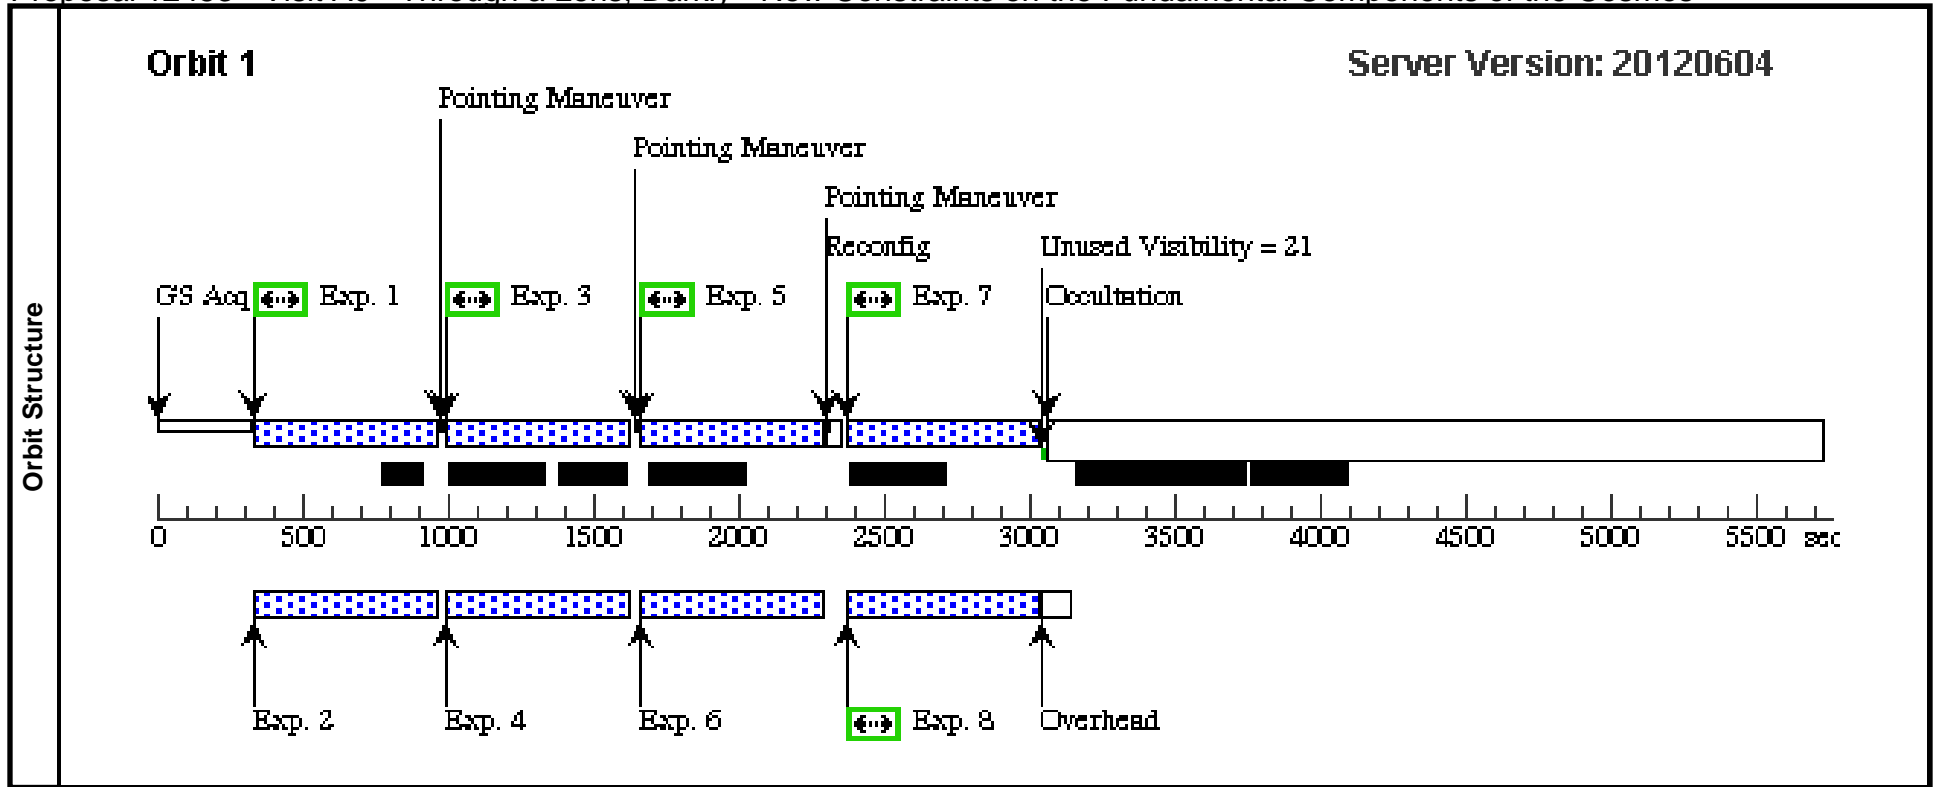 Orbit 1 Server Version: 20120604
Pointing Maneuver
Pointing Maneuver
Pointing Maneuver
Reconfig Unused Visibility = 21
GS Acq Exp. 1 Exp. 3 Exp. 5 Exp. 7 Occultation
Orbit Structure
0 500 1000 1500 2000 2500 3000 3500 4000 4500 5000 5500 sec
Exp. 2 Exp. 4 Exp. 6 Exp. 8 Overhead